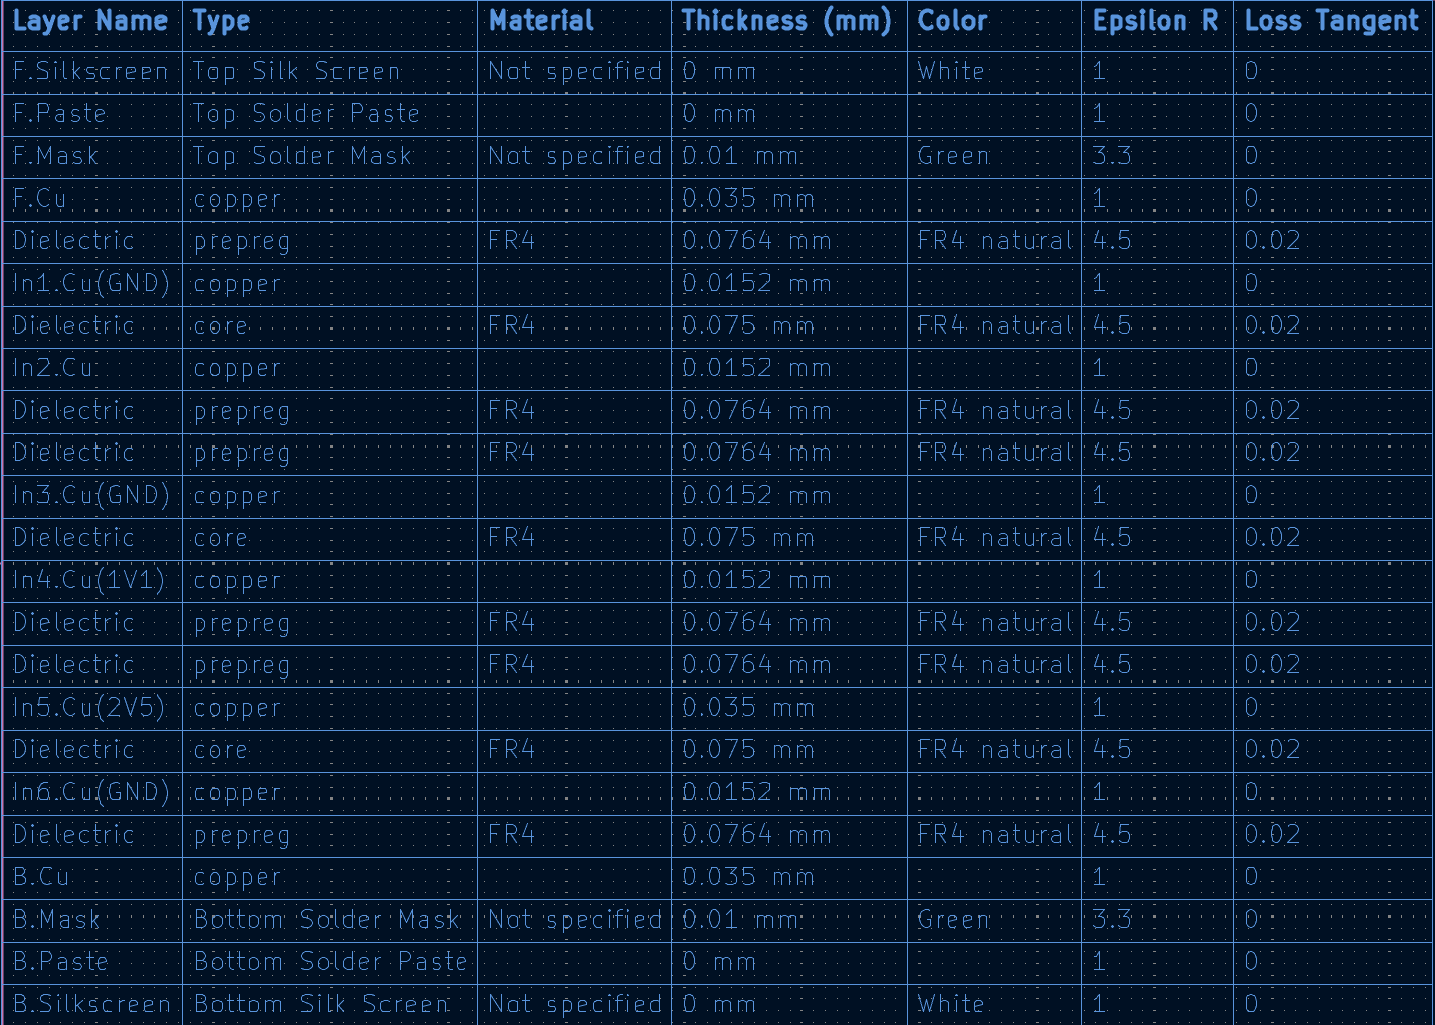 Layer Name Type Material Thickness (mm) Color Epsilon R Loss Tangent
F.Silkscreen Top Silk Screen Not specified 0 mm White 1 0
F.Paste Top Solder Paste 0 mm 1 0
F.Mask Top Solder Mask Not specified 0.01 mm Green 3.3 0
F.Cu copper 0.035 mm 1 0
Dielectric prepreg FR4 0.0764 mm FR4 natural 4.5 0.02
In1.Cu(GND) copper 0.0152 mm 1 0
Dielectric core FR4 0.075 mm FR4 natural 4.5 0.02
In2.Cu copper 0.0152 mm 1 0
Dielectric prepreg FR4 0.0764 mm FR4 natural 4.5 0.02
Dielectric prepreg FR4 0.0764 mm FR4 natural 4.5 0.02
In3.Cu(GND) copper 0.0152 mm 1 0
Dielectric core FR4 0.075 mm FR4 natural 4.5 0.02
In4.Cu(1V1) copper 0.0152 mm 1 0
Dielectric prepreg FR4 0.0764 mm FR4 natural 4.5 0.02
Dielectric prepreg FR4 0.0764 mm FR4 natural 4.5 0.02
In5.Cu(2V5) copper 0.035 mm 1 0
Dielectric core FR4 0.075 mm FR4 natural 4.5 0.02
In6.Cu(GND) copper 0.0152 mm 1 0
Dielectric prepreg FR4 0.0764 mm FR4 natural 4.5 0.02
B.Cu copper 0.035 mm 1 0
B.Mask Bottom Solder Mask Not specified 0.01 mm Green 3.3 0
B.Paste Bottom Solder Paste 0 mm 1 0
B.Silkscreen Bottom Silk Screen Not specified 0 mm White 1 0